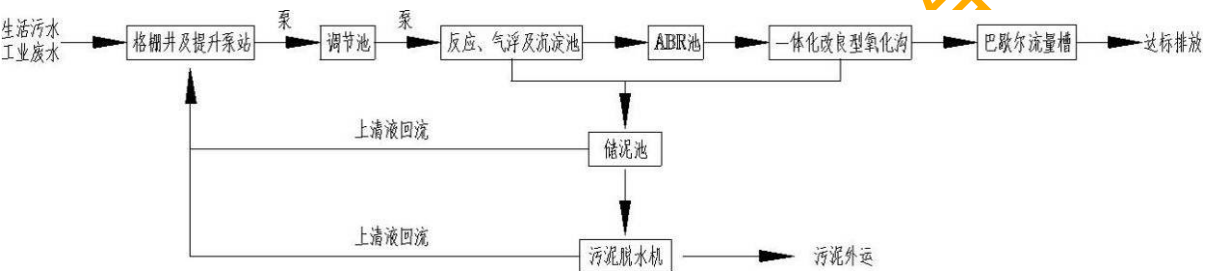 生活污水
工业废水
格栅井及提升泵站
泵
调节池
泵
反应、气浮及沉淀池
ABR池
一体化改良型氧化沟
巴歇尔流量槽
达标排放
上清液回流
储泥池
上清液回流
污泥脱水机
污泥外运